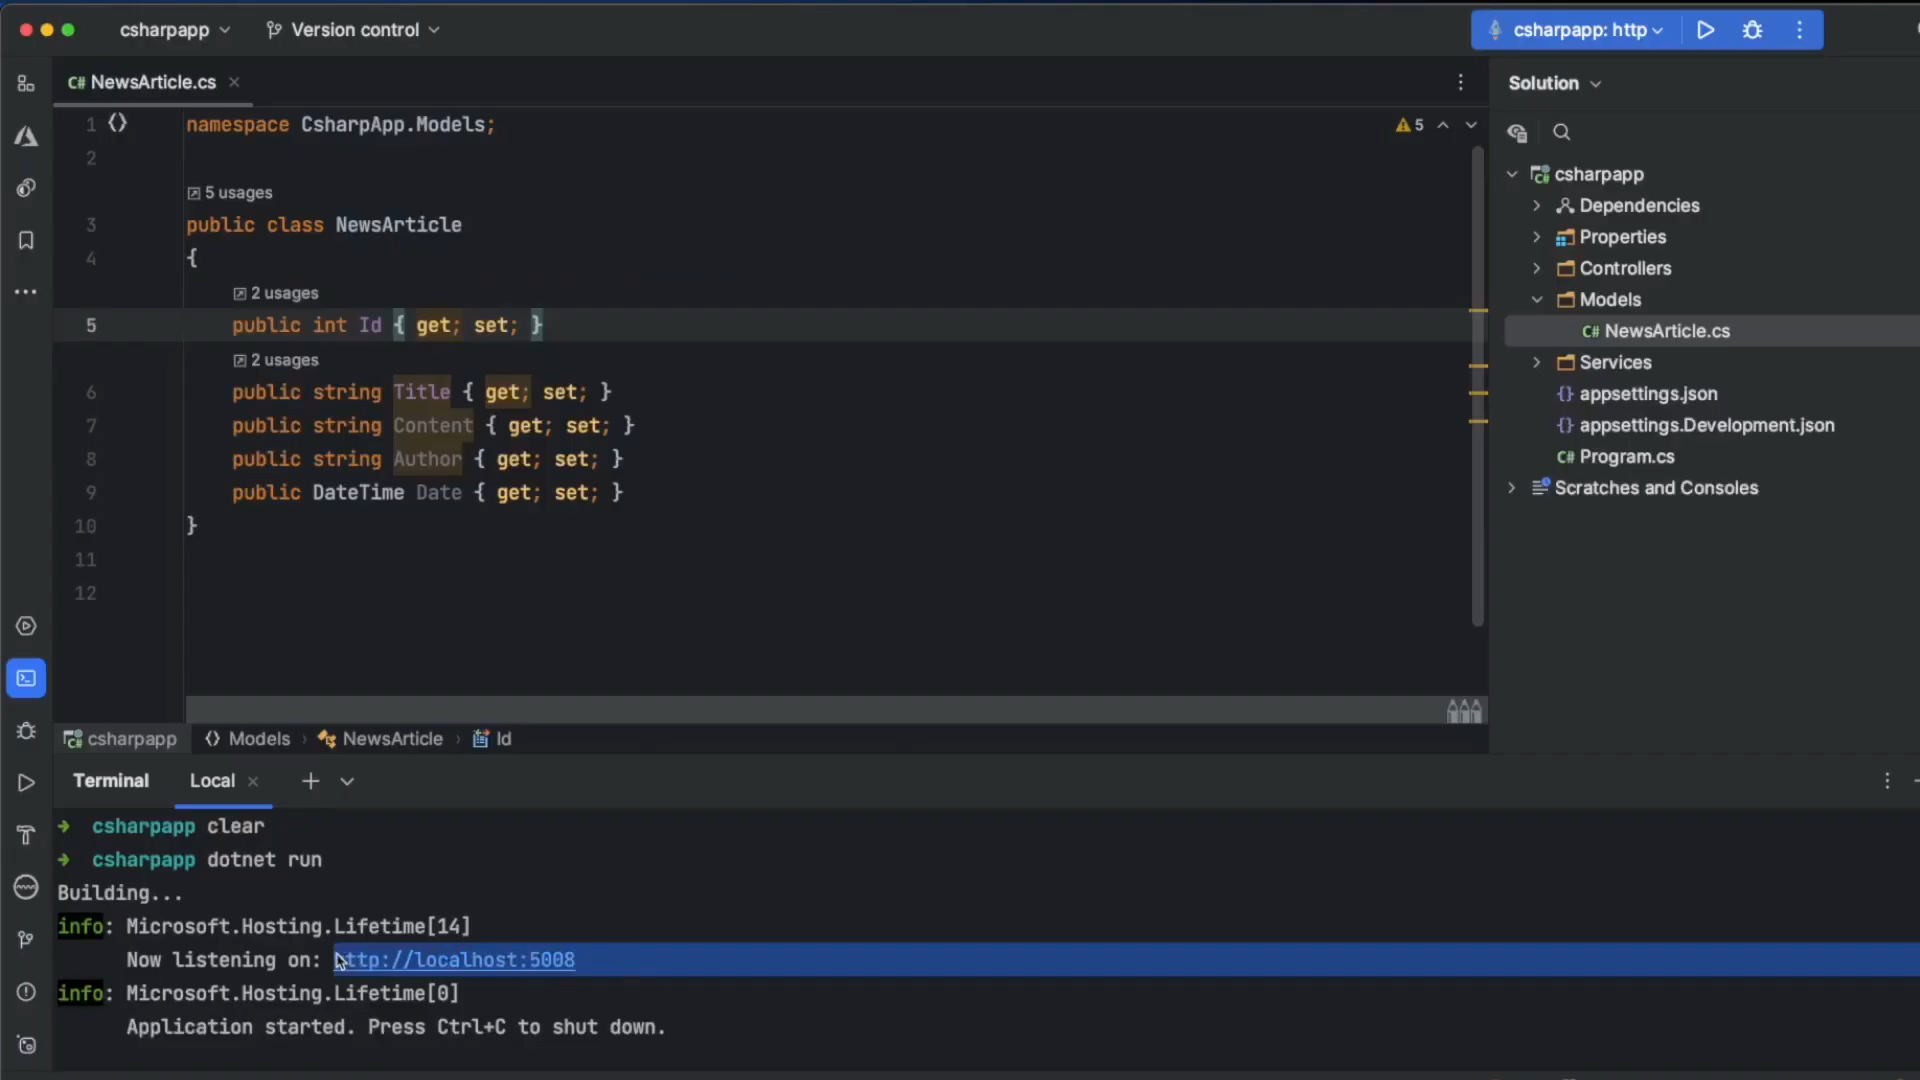 csharpapp
Version control
csharpapp: http
C# NewsArticle.cs
Solution
1 namespace CsharpApp.Models;
5
2
5 usages
3 public class NewsArticle
4 {
2 usages
5 public int Id { get; set; }
2 usages
6 public string Title { get; set; }
7 public string Content { get; set; }
8 public string Author { get; set; }
9 public DateTime Date { get; set; }
10 }
11
12
csharpapp
Dependencies
Properties
Controllers
Models
C# NewsArticle.cs
Services
{} appsettings.json
{} appsettings.Development.json
C# Program.cs
Scratches and Consoles
csharpapp Models NewsArticle Id
Terminal Local
csharpapp clear
csharpapp dotnet run
Building...
info: Microsoft.Hosting.Lifetime[14]
Now listening on: http://localhost:5008
info: Microsoft.Hosting.Lifetime[0]
Application started. Press Ctrl+C to shut down.